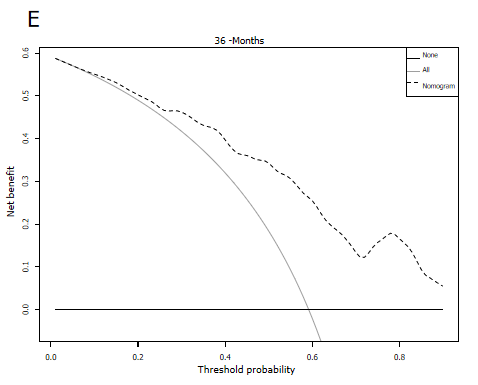 E
36 -Months
None
All
Nomogram
Net benefit
0.6
0.5
0.4
0.3
0.2
0.1
0.0
0.0 0.2 0.4 0.6 0.8
Threshold probability